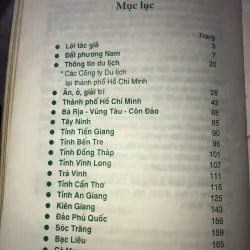 Mục lục
Trang
Lời tác giả 3
Đất phương Nam 7
Thông tin du lịch 20
* Các Công ty Du lịch
tại thành phố Hồ Chí Minh
Ăn, ở, giải trí 28
Thành phố Hồ Chí Minh 43
Bà Rịa - Vũng Tàu - Côn Đảo 68
Tây Ninh 85
Tỉnh Tiền Giang 90
Tỉnh Bến Tre 96
Tỉnh Đồng Tháp 101
Tỉnh Vĩnh Long 107
Trà Vinh 111
Tỉnh Cần Thơ 116
Tỉnh An Giang 125
Kiên Giang 139
Đảo Phú Quốc 145
Sóc Trăng 159
Bạc Liêu 165